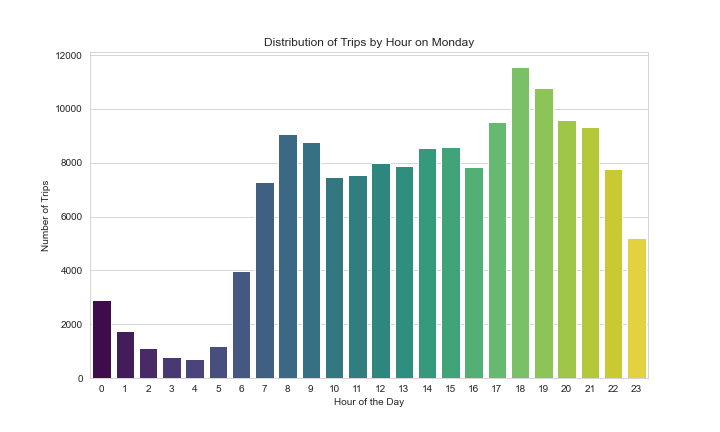 Distribution of Trips by Hour on Monday
12000
10000
8000
6000
4000
2000
0
Number of Trips
0 1 2 3 4 5 6 7 8 9 10 11 12 13 14 15 16 17 18 19 20 21 22 23
Hour of the Day